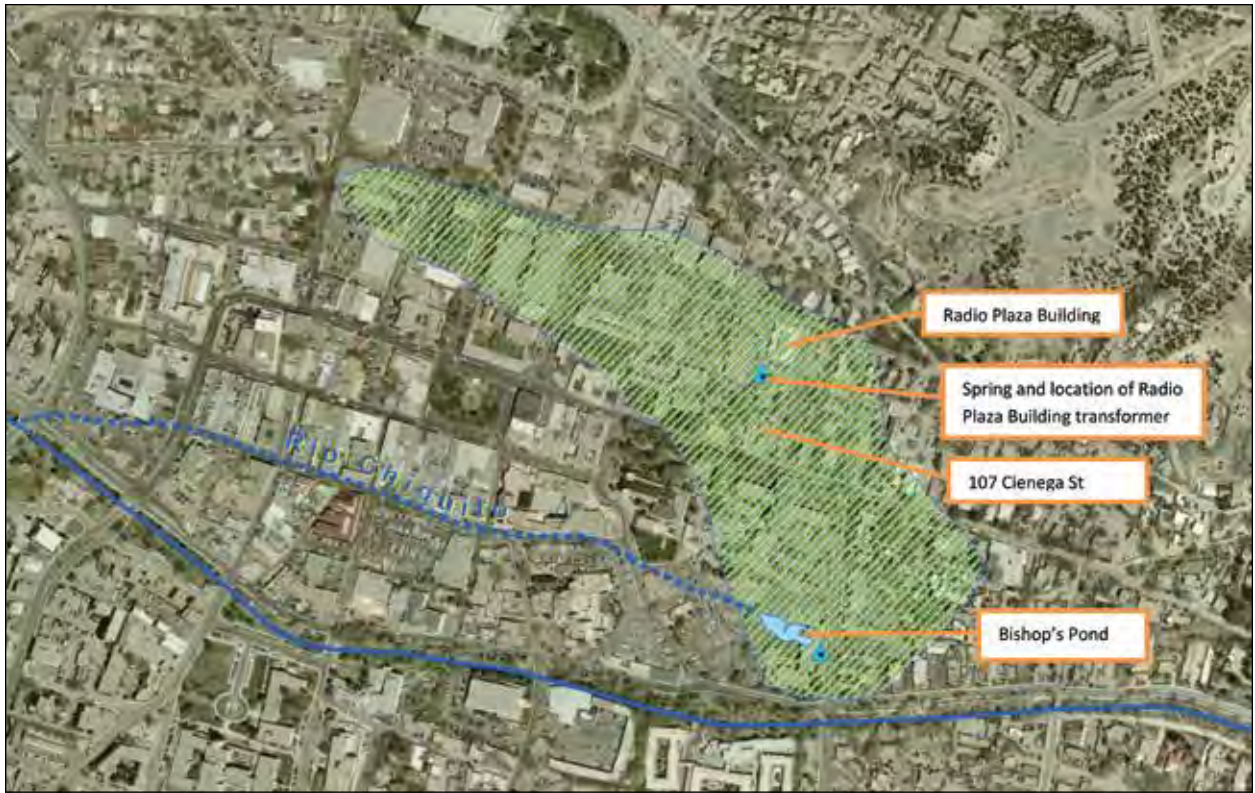 Radio Plaza Building
Spring and location of Radio
Plaza Building transformer
107 Cienega St
Rio Chiquito
Bishop's Pond